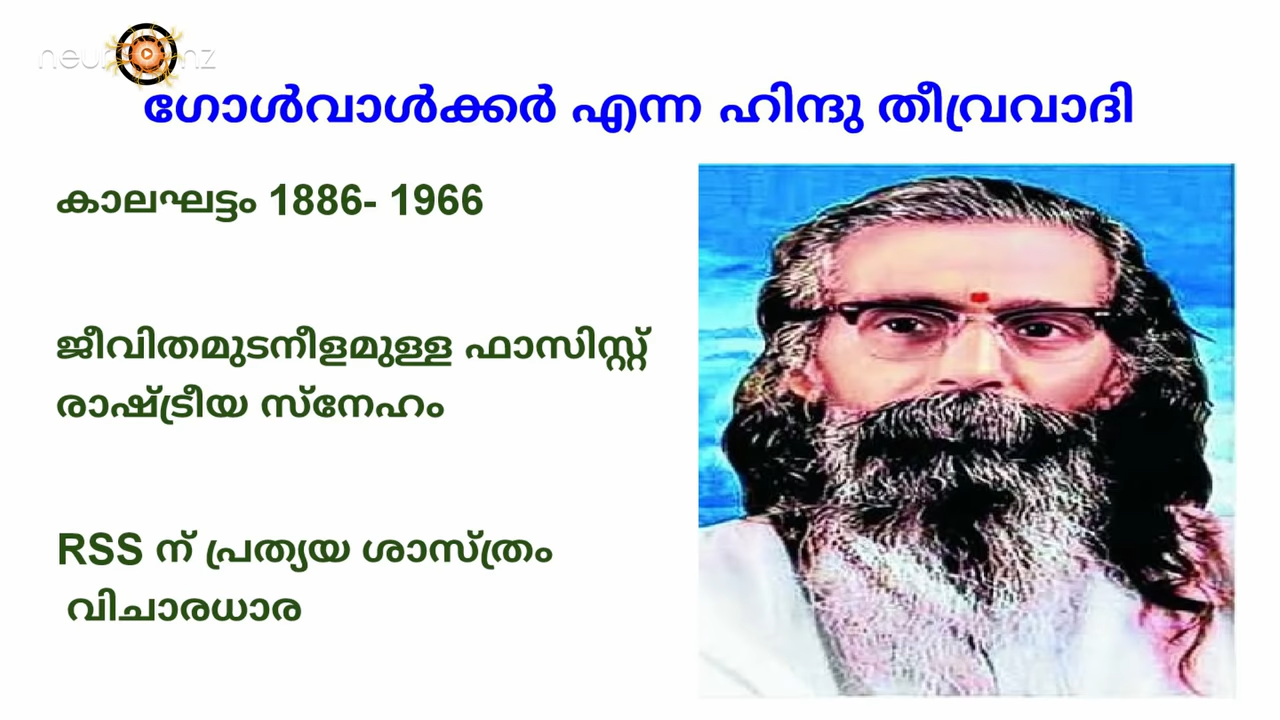 ഗോൾവാൾക്കർ എന്ന ഹിന്ദു തീവ്രവാദി
കാലഘട്ടം 1886- 1966
ജീവിതമുടനീളമുള്ള ഫാസിസ്റ്റ്
രാഷ്ട്രീയ സ്നേഹം
RSS ന് പ്രത്യയ ശാസ്ത്രം
വിചാരധാര